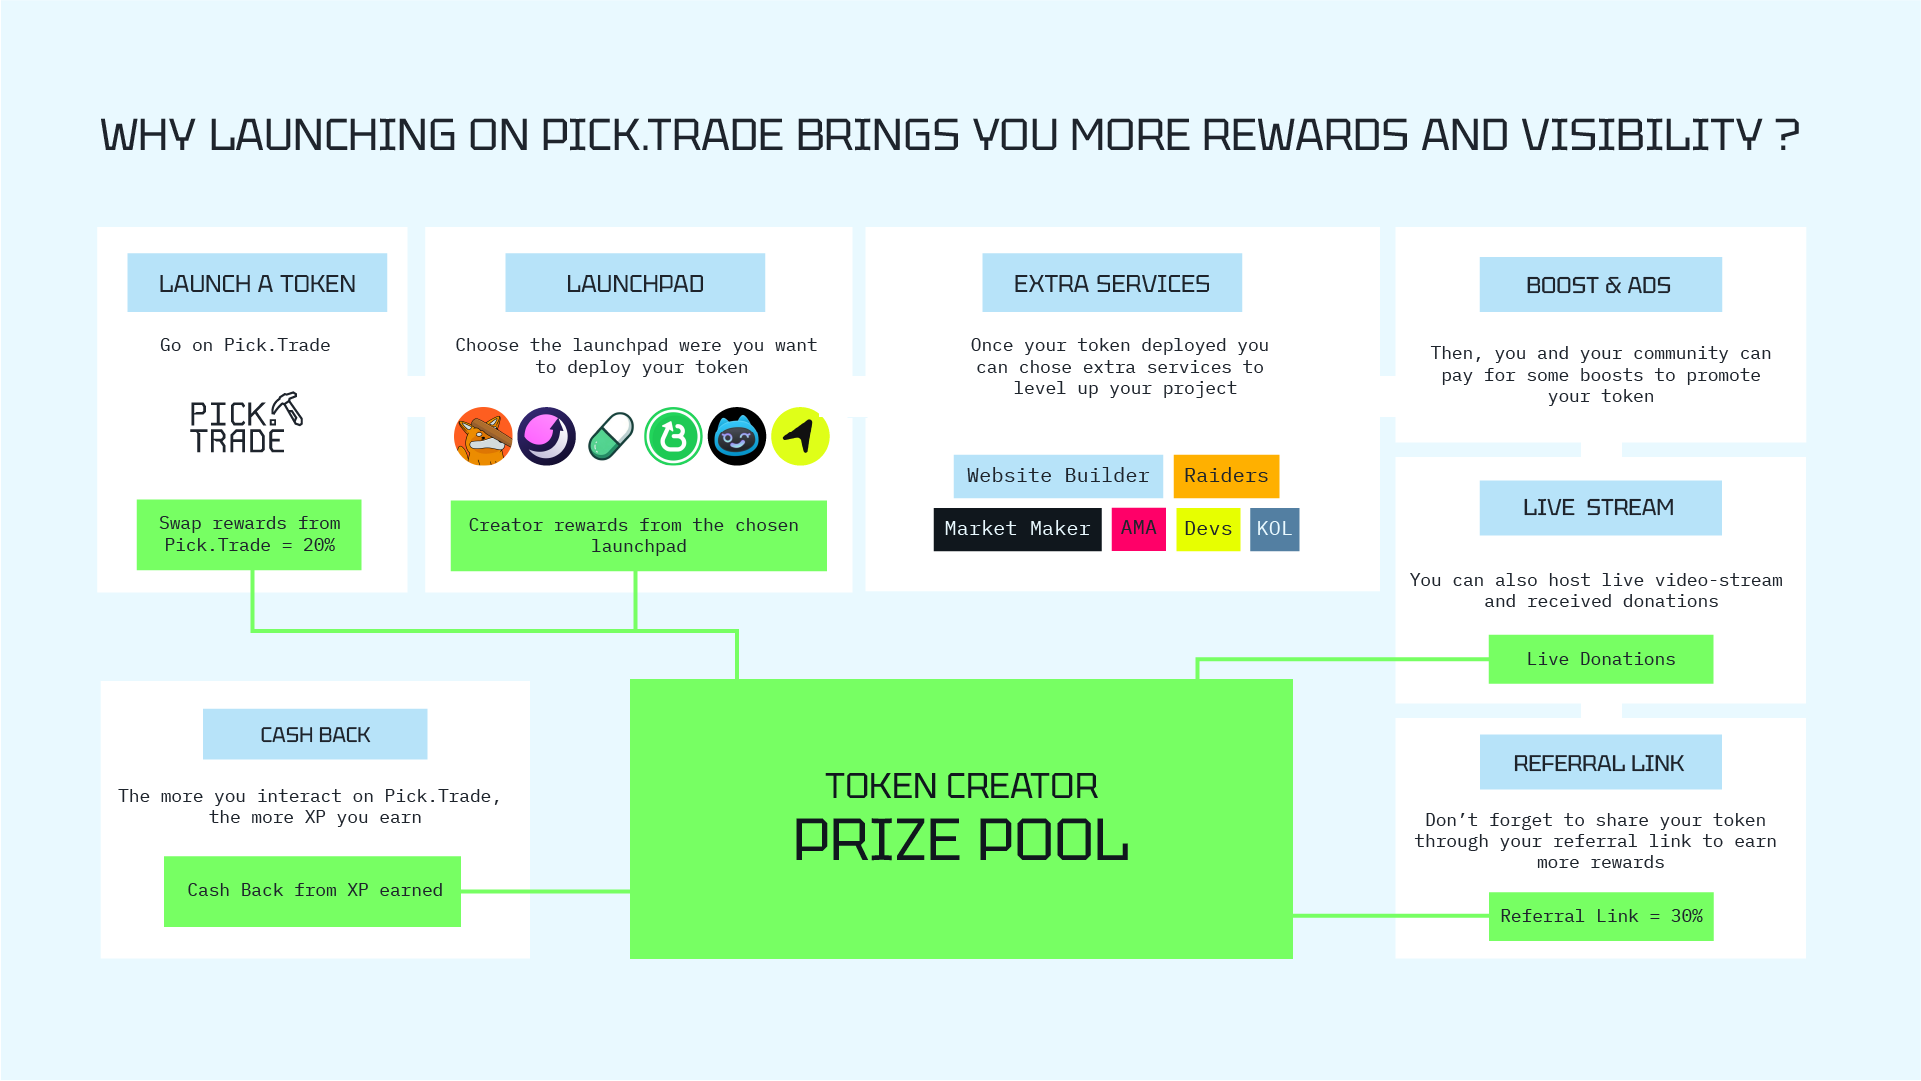 WHY LAUNCHING ON PICK.TRADE BRINGS YOU MORE REWARDS AND VISIBILITY ?
LAUNCH A TOKEN
Go on Pick.Trade
PICK.
TRADE
Swap rewards from
Pick.Trade = 20%
LAUNCHPAD
Choose the launchpad were you want
to deploy your token
Creator rewards from the chosen
launchpad
EXTRA SERVICES
Once your token deployed you
can chose extra services to
level up your project
Website Builder
Raiders
Market Maker
AMA
Devs
KOL
BOOST & ADS
Then, you and your community can
pay for some boosts to promote
your token
LIVE STREAM
You can also host live video-stream
and received donations
Live Donations
REFERRAL LINK
Don’t forget to share your token
through your referral link to earn
more rewards
Referral Link = 30%
CASH BACK
The more you interact on Pick.Trade,
the more XP you earn
Cash Back from XP earned
TOKEN CREATOR
PRIZE POOL